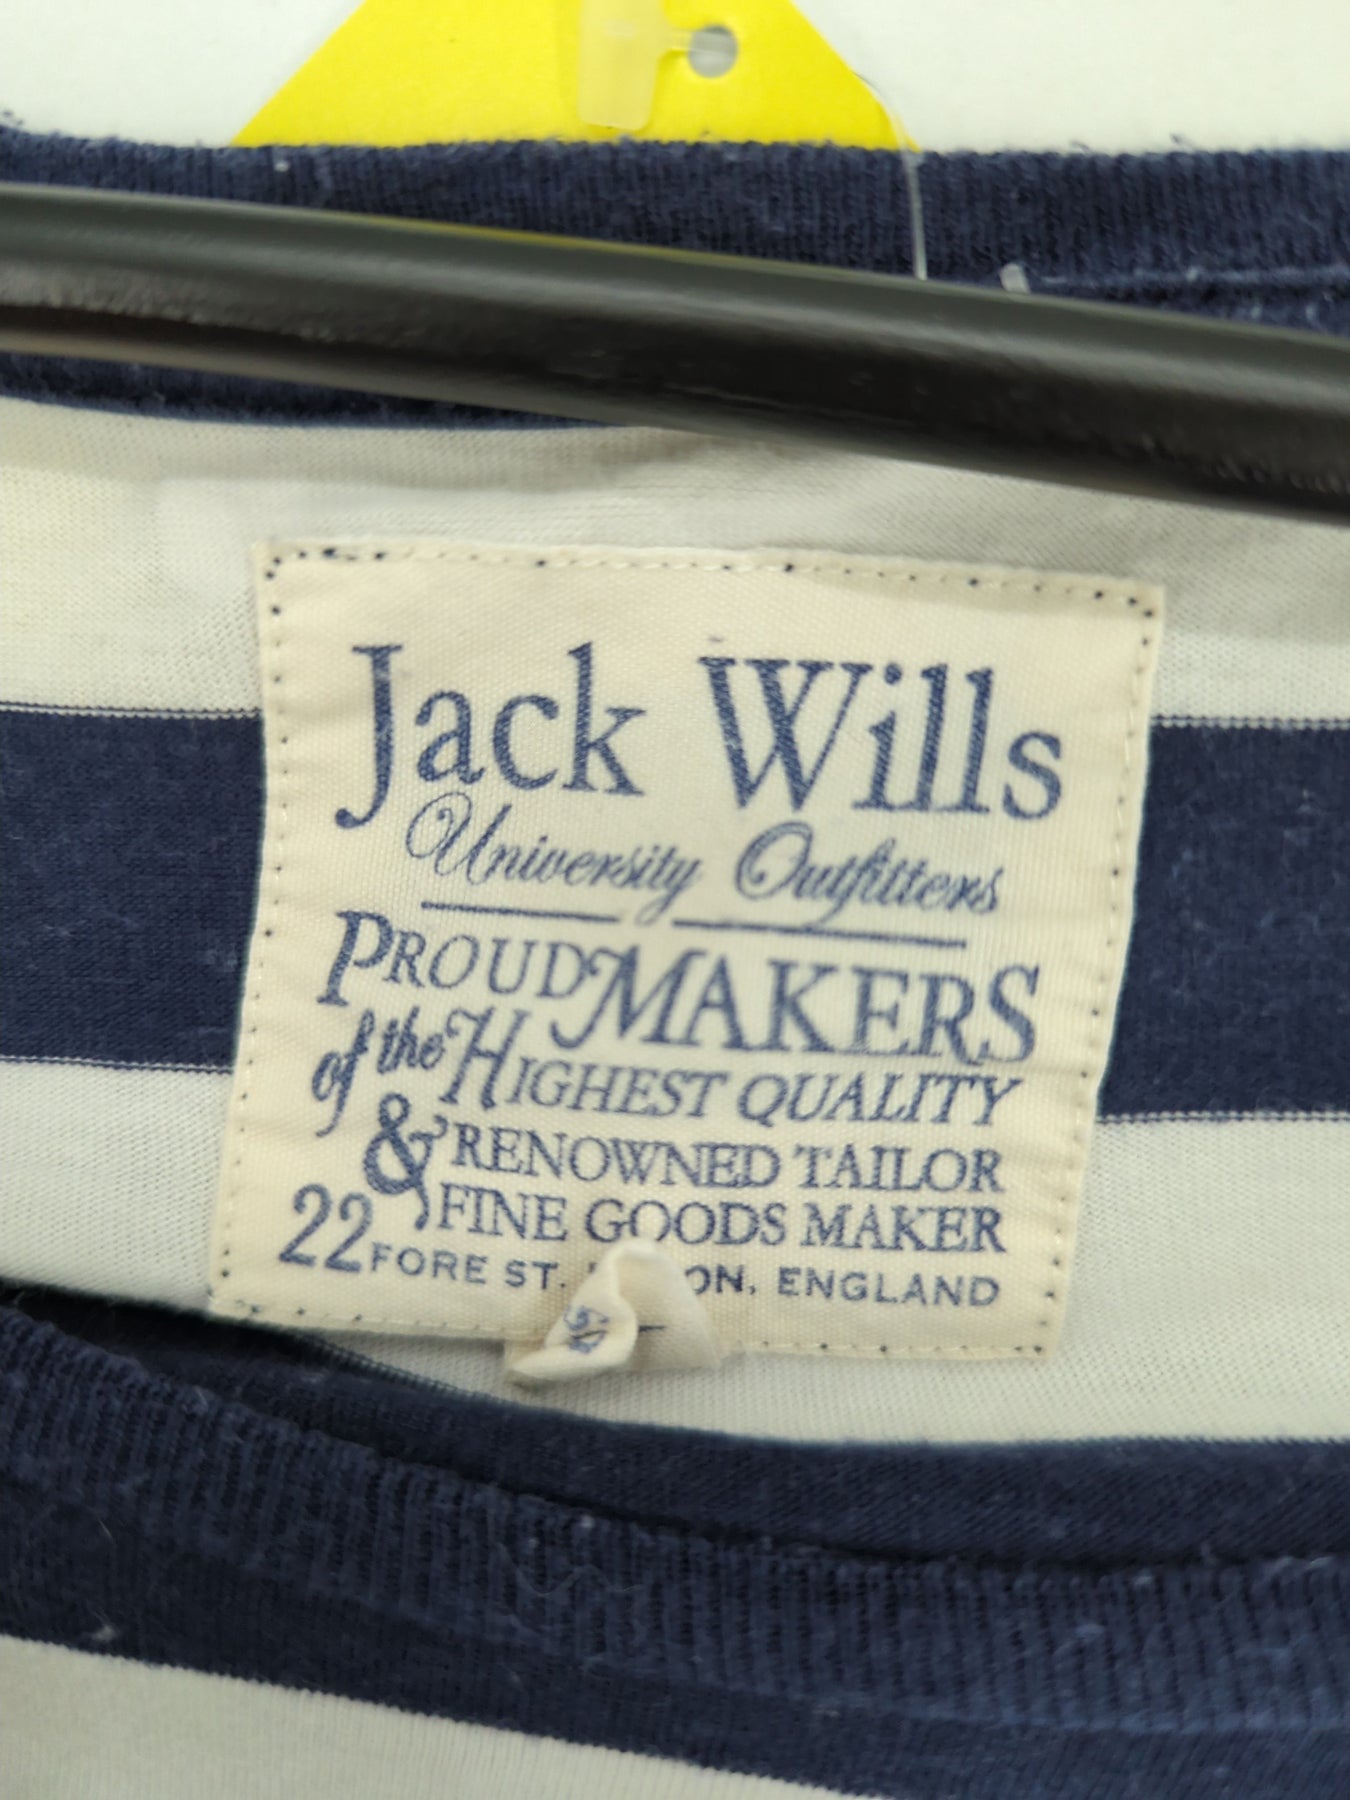 Jack Wills
University Outfitters
PROUD MAKERS
of the HIGHEST QUALITY
& RENOWNED TAILOR
FINE GOODS MAKER
22 FORE ST. ENGLAND